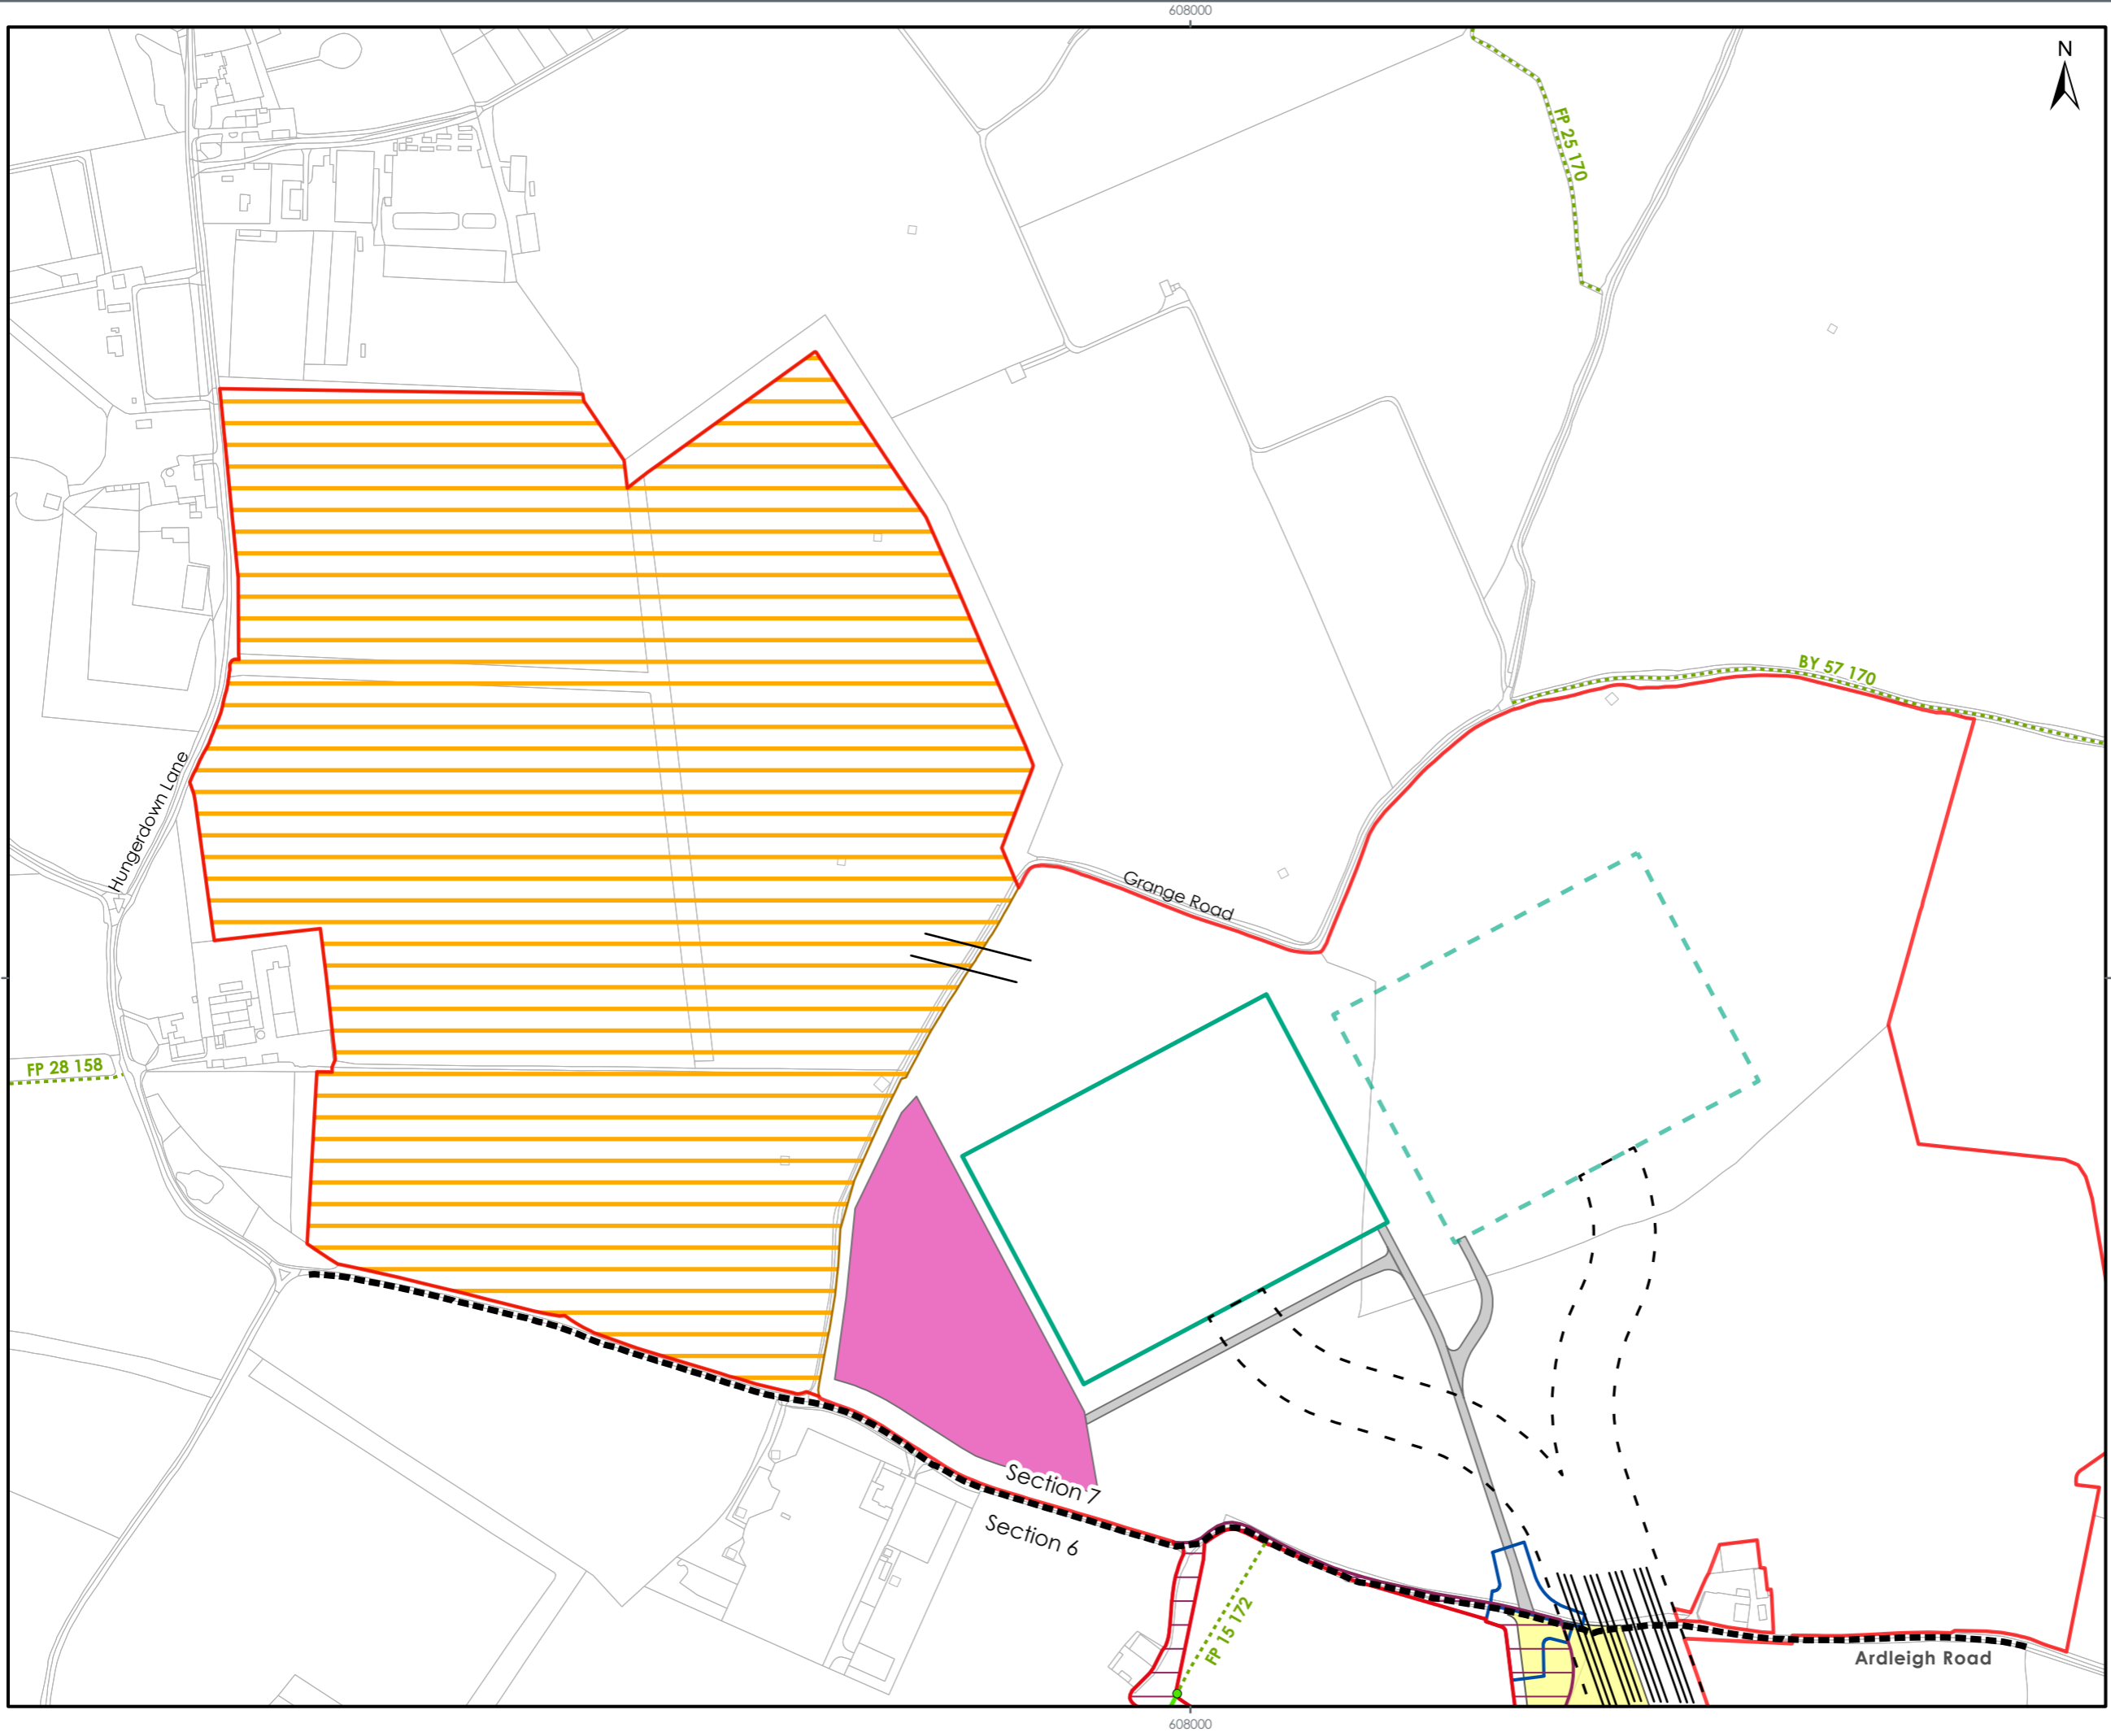 608000
N
FP 25 170
BY 57 170
Hungerdown Lane
Grange Road
FP 28 158
Section 7
Section 6
FP 15 172
Ardleigh Road
608000